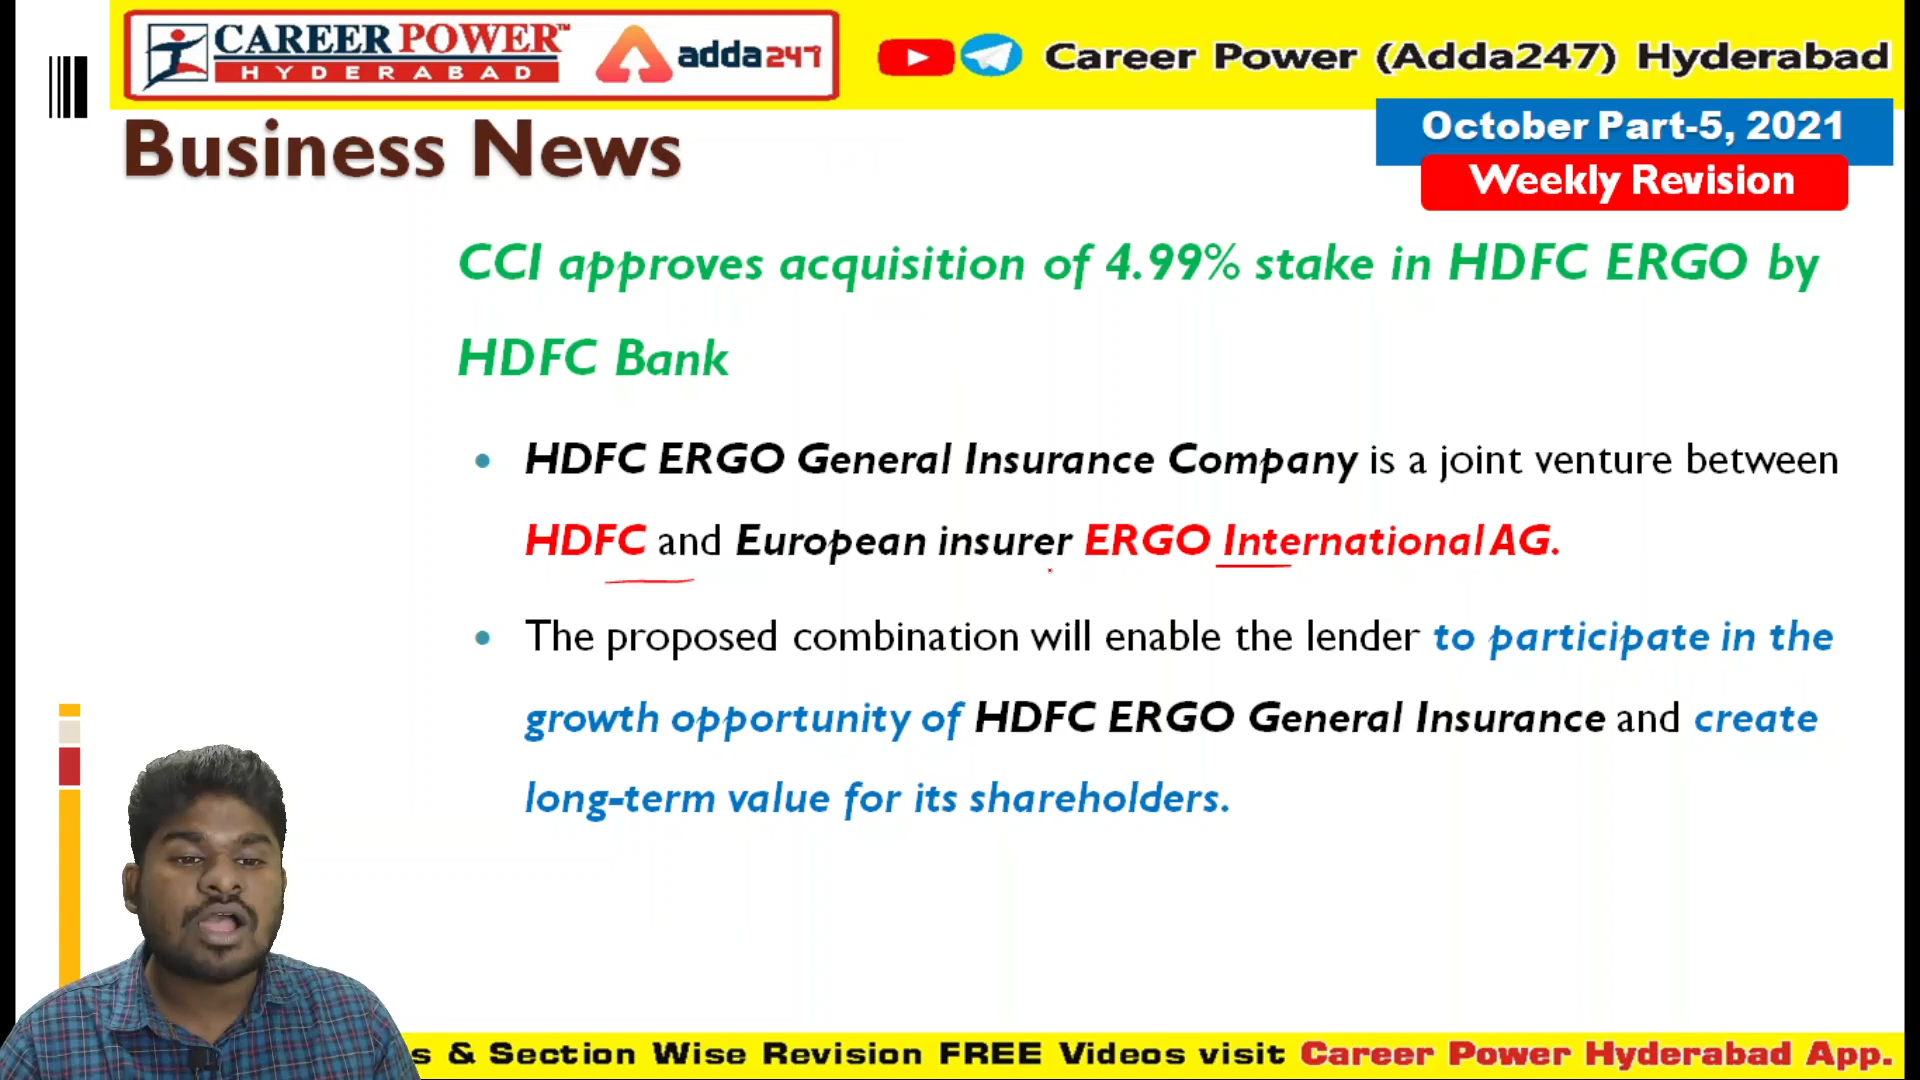 CAREER POWER™
HYDERABAD
adda247
Career Power (Adda247) Hyderabad
Business News
October Part-5, 2021
Weekly Revision
CCI approves acquisition of 4.99% stake in HDFC ERGO by
HDFC Bank
• HDFC ERGO General Insurance Company is a joint venture between
HDFC and European insurer ERGO International AG.
• The proposed combination will enable the lender to participate in the
growth opportunity of HDFC ERGO General Insurance and create
long-term value for its shareholders.
s & Section Wise Revision FREE Videos visit Career Power Hyderabad App.